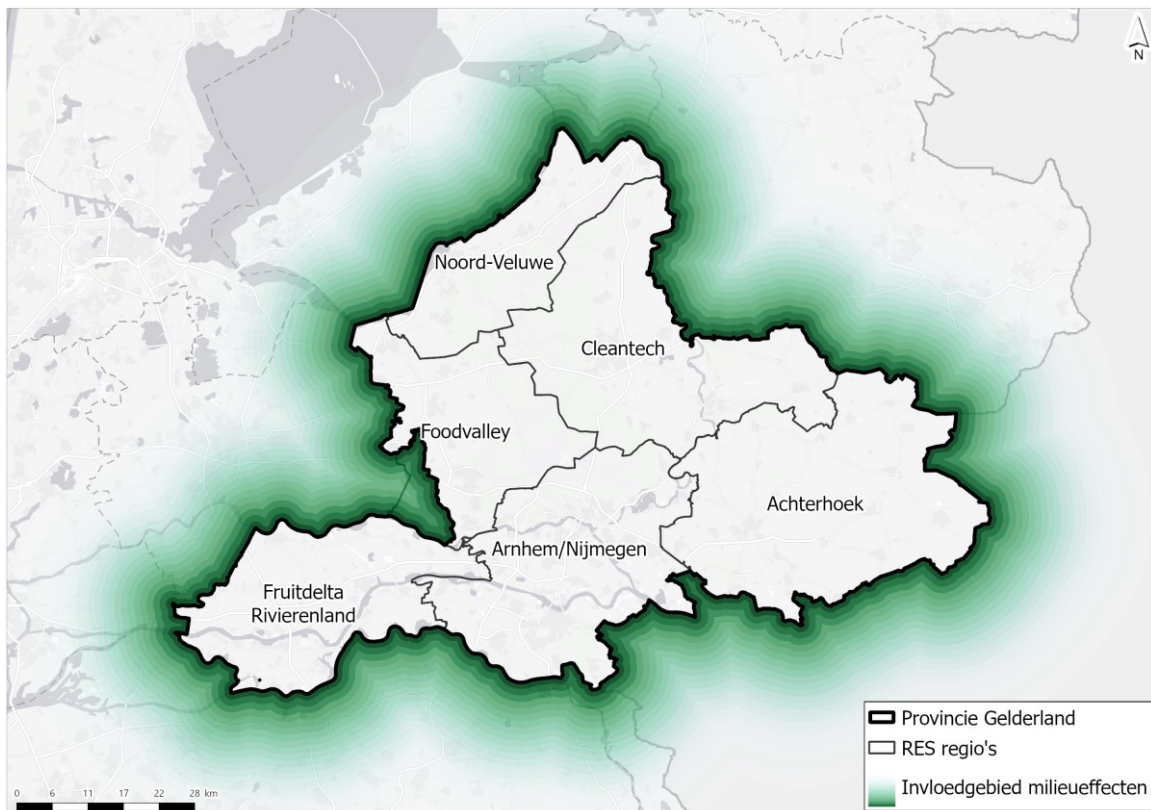 N
Noord-Veluwe
Cleantech
Foodvalley
Achterhoek
Arnhem/Nijmegen
Fruitdelta
Rivierenland
Provincie Gelderland
RES regio's
Invloedgebied milieueffecten
0 6 11 17 22 28 km